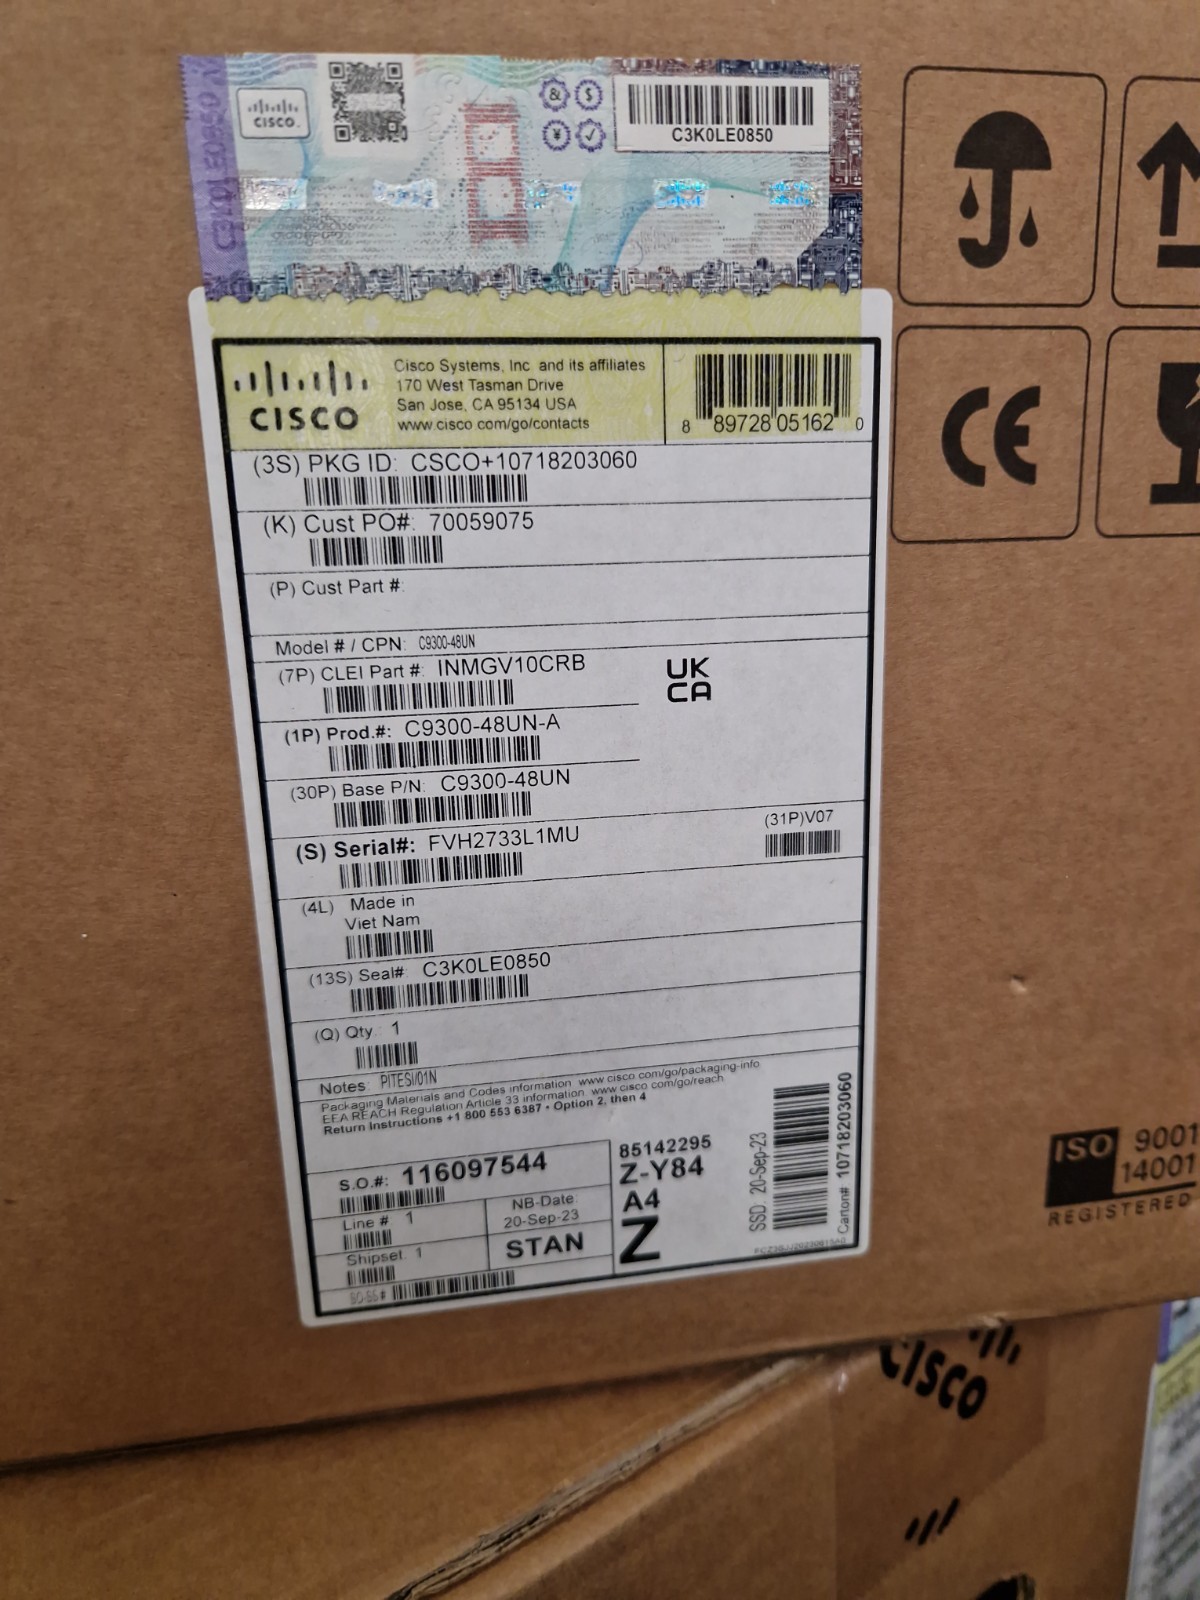 CISCO.
& $
¥
C3K0LE0850
C3K0LE0850
CISCO
Cisco Systems, Inc and its affiliates
170 West Tasman Drive
San Jose, CA 95134 USA
www.cisco.com/go/contacts
8 89728 05162 0
(3S) PKG ID: CSCO+10718203060
(K) Cust PO#: 70059075
(P) Cust Part #:
Model # / CPN: C9300-48UN
(7P) CLEI Part #: INMGV10CRB
UK
CA
(1P) Prod.#: C9300-48UN-A
(30P) Base P/N: C9300-48UN
(S) Serial#: FVH2733L1MU
(31P)V07
(4L) Made in
Viet Nam
(13S) Seal#: C3K0LE0850
(Q) Qty: 1
Notes: PITESI/01N
Packaging Materials and Codes information www.cisco.com/go/packaging-info
EEA REACH Regulation Article 33 information. www.cisco.com/go/reach
Return Instructions +1 800 553 6387 • Option 2, then 4
S.O.#: 116097544
Line # 1
Shipset. 1
SO-SS#
NB-Date:
20-Sep-23
STAN
85142295
Z-Y84
A4
Z
SSD: 20-Sep-23
Carton# 10718203060
CE
ISO 9001
14001
REGISTERED
CISCO